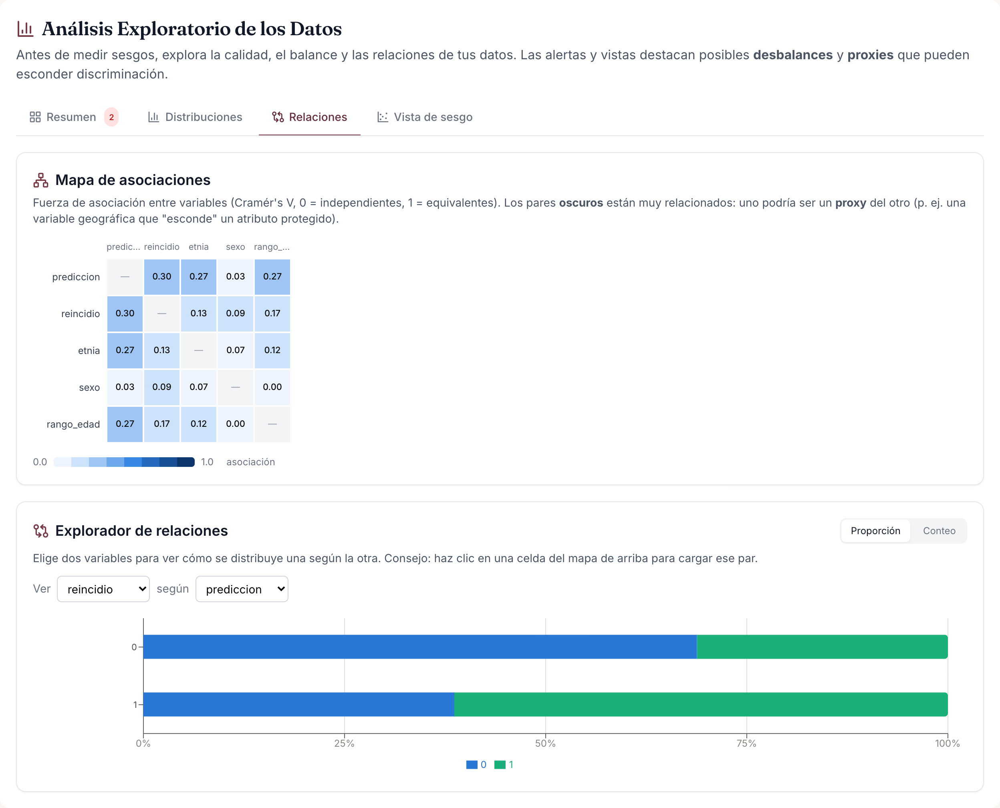 Análisis Exploratorio de los Datos
Antes de medir sesgos, explora la calidad, el balance y las relaciones de tus datos. Las alertas y vistas destacan posibles desbalances y proxies que pueden
esconder discriminación.
Resumen 2 Distribuciones Relaciones Vista de sesgo
Mapa de asociaciones
Fuerza de asociación entre variables (Cramér's V, 0 = independientes, 1 = equivalentes). Los pares oscuros están muy relacionados: uno podría ser un proxy del otro (p. ej. una
variable geográfica que "esconde" un atributo protegido).
predic... reincidio etnia sexo rango_...
prediccion — 0.30 0.27 0.03 0.27
reincidio 0.30 — 0.13 0.09 0.17
etnia 0.27 0.13 — 0.07 0.12
sexo 0.03 0.09 0.07 — 0.00
rango_edad 0.27 0.17 0.12 0.00 —
0.0 1.0 asociación
Explorador de relaciones Proporción Conteo
Elige dos variables para ver cómo se distribuye una según la otra. Consejo: haz clic en una celda del mapa de arriba para cargar ese par.
Ver reincidio según prediccion
0
1
0% 25% 50% 75% 100%
0 1